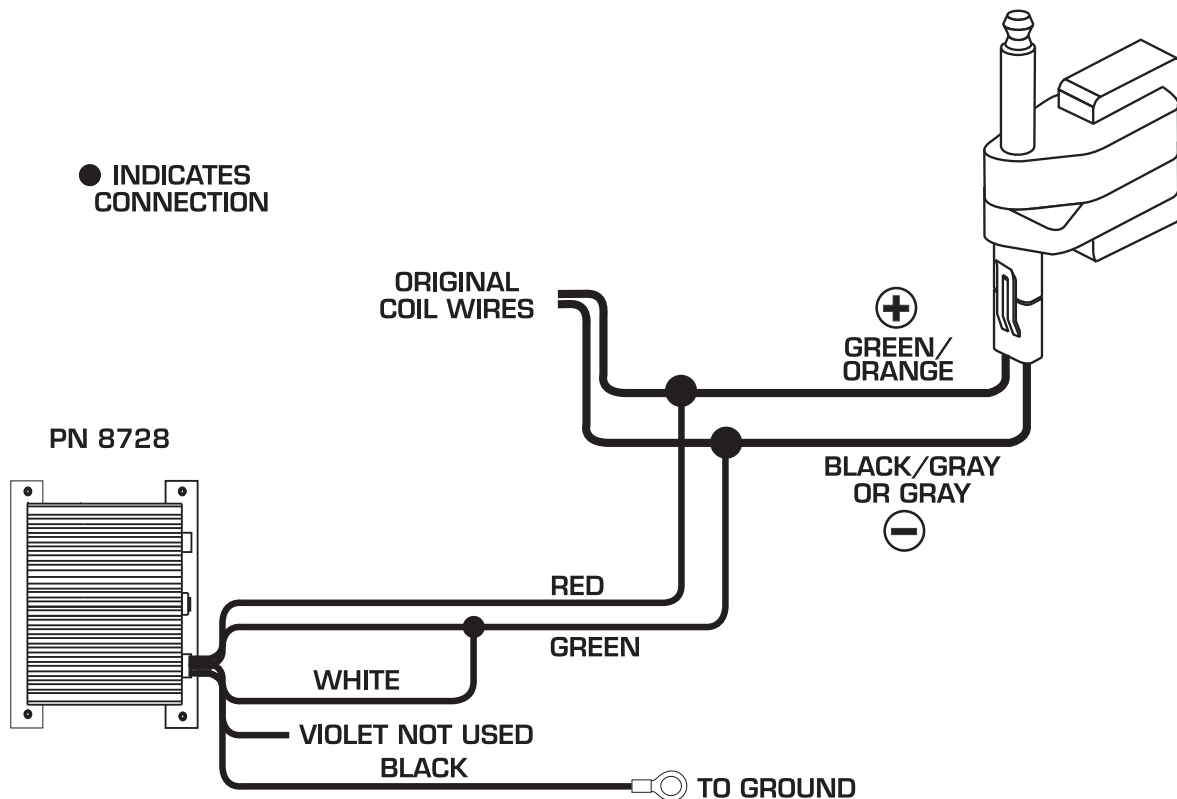 ● INDICATES
CONNECTION
ORIGINAL
COIL WIRES
+
GREEN/
ORANGE
PN 8728
BLACK/GRAY
OR GRAY
−
RED
GREEN
WHITE
VIOLET NOT USED
BLACK
TO GROUND